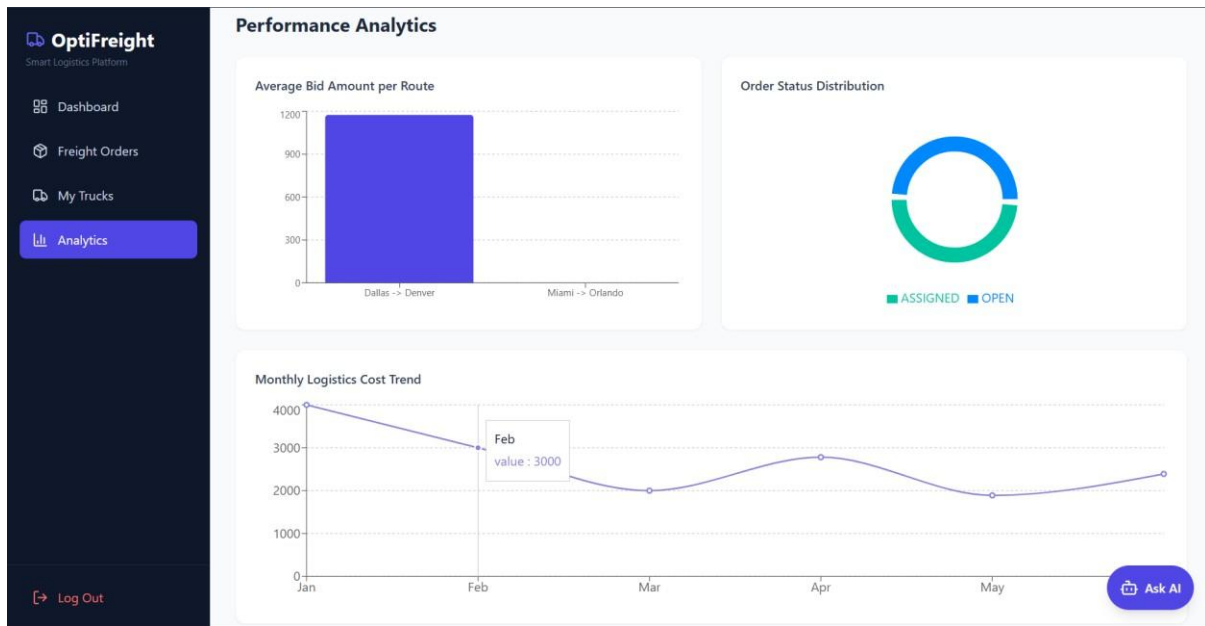 OptiFreight
Smart Logistics Platform
Dashboard
Freight Orders
My Trucks
Analytics
Log Out
Performance Analytics
Average Bid Amount per Route
1200
900
600
300
0
Dallas -> Denver
Miami -> Orlando
Order Status Distribution
ASSIGNED
OPEN
Monthly Logistics Cost Trend
4000
3000
2000
1000
0
Feb
value : 3000
Jan
Feb
Mar
Apr
May
Ask AI